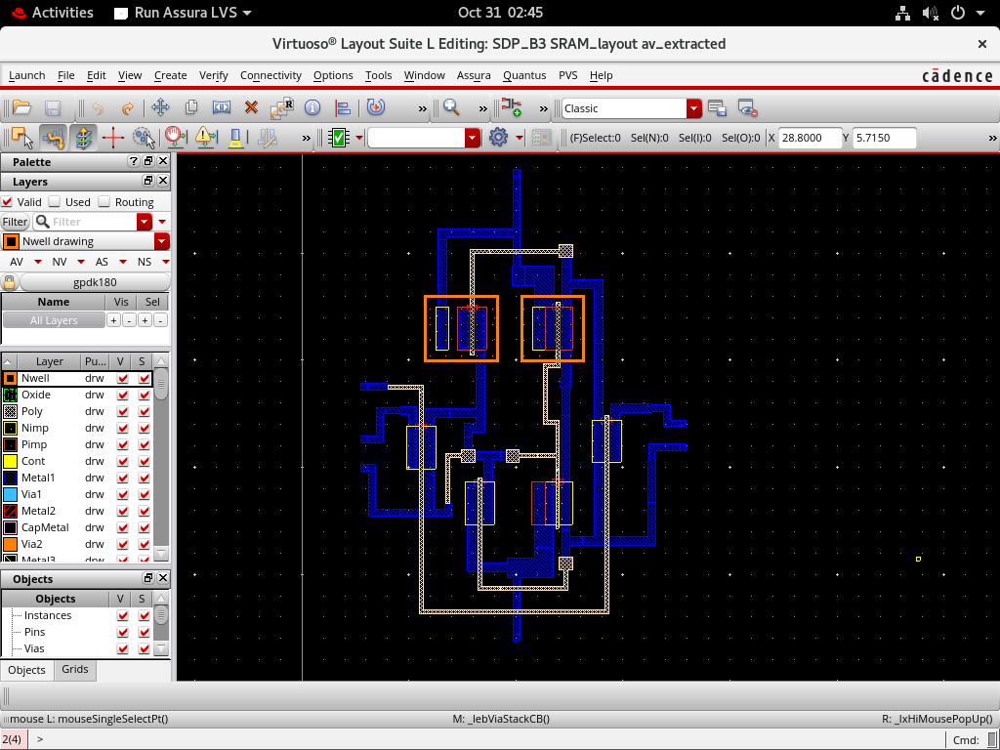 Activities Run Assura LVS Oct 31 02:45
Virtuoso® Layout Suite L Editing: SDP_B3 SRAM_layout av_extracted ×
Launch File Edit View Create Verify Connectivity Options Tools Window Assura Quantus PVS Help cādence
» » » Classic
» (F)Select:0 Sel(N):0 Sel(I):0 Sel(O):0 X 28.8000 Y 5.7150 »
Palette ?
Layers
Valid Used Routing
Filter Filter
Nwell drawing
AV NV AS NS
gpdk180
Name Vis Sel
All Layers + - + -
Layer Pu... V S
Nwell drw
Oxide drw
Poly drw
Nimp drw
Pimp drw
Cont drw
Metal1 drw
Via1 drw
Metal2 drw
CapMetal drw
Via2 drw
Metal3 drw
Objects
Objects V S
Instances
Pins
Vias
Objects Grids
mouse L: mouseSingleSelectPt() M: _lebViaStackCB() R: _lxHiMousePopUp()
2(4) > Cmd: